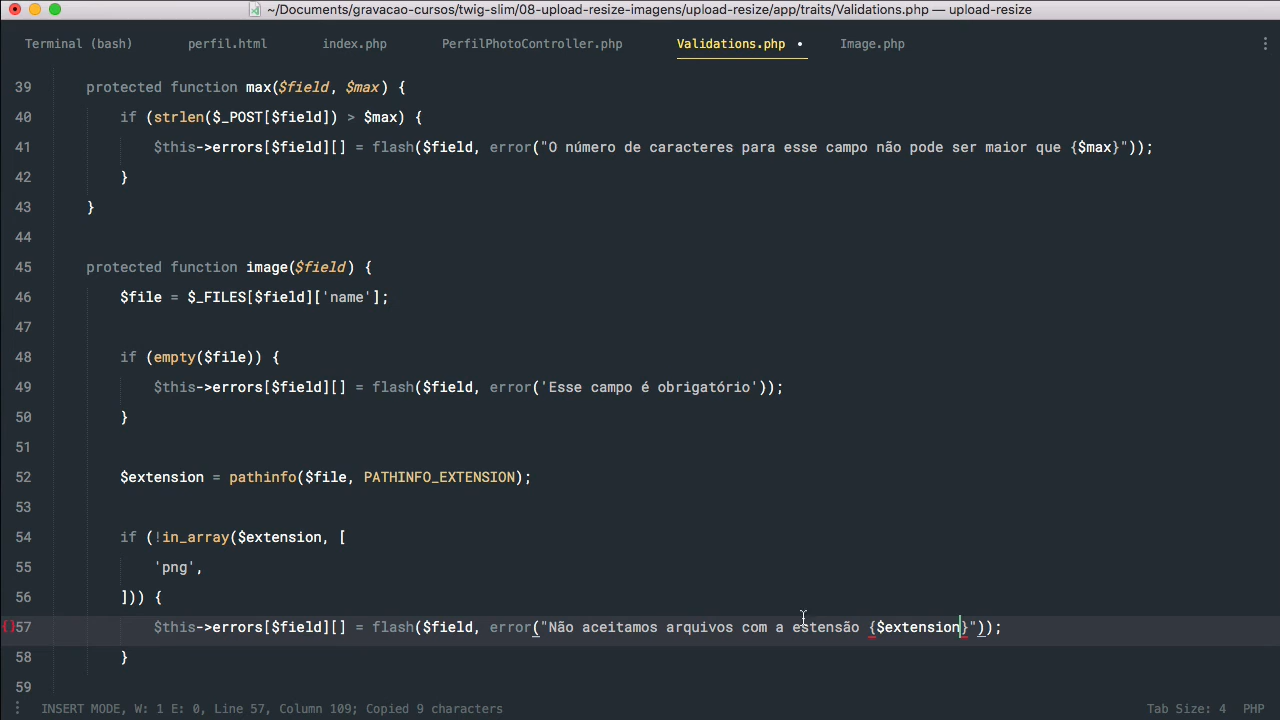 ~/Documents/gravacao-cursos/twig-slim/08-upload-resize-imagens/upload-resize/app/traits/Validations.php — upload-resize
Terminal (bash) perfil.html index.php PerfilPhotoController.php Validations.php • Image.php
39 protected function max($field, $max) {
40 if (strlen($_POST[$field]) > $max) {
41 $this->errors[$field][] = flash($field, error("O número de caracteres para esse campo não pode ser maior que {$max}"));
42 }
43 }
44
45 protected function image($field) {
46 $file = $_FILES[$field]['name'];
47
48 if (empty($file)) {
49 $this->errors[$field][] = flash($field, error('Esse campo é obrigatório'));
50 }
51
52 $extension = pathinfo($file, PATHINFO_EXTENSION);
53
54 if (!in_array($extension, [
55 'png',
56 ])) {
{}57 $this->errors[$field][] = flash($field, error("Não aceitamos arquivos com a estensão {$extension}"));
58 }
59
INSERT MODE, W: 1 E: 0, Line 57, Column 109; Copied 9 characters Tab Size: 4 PHP